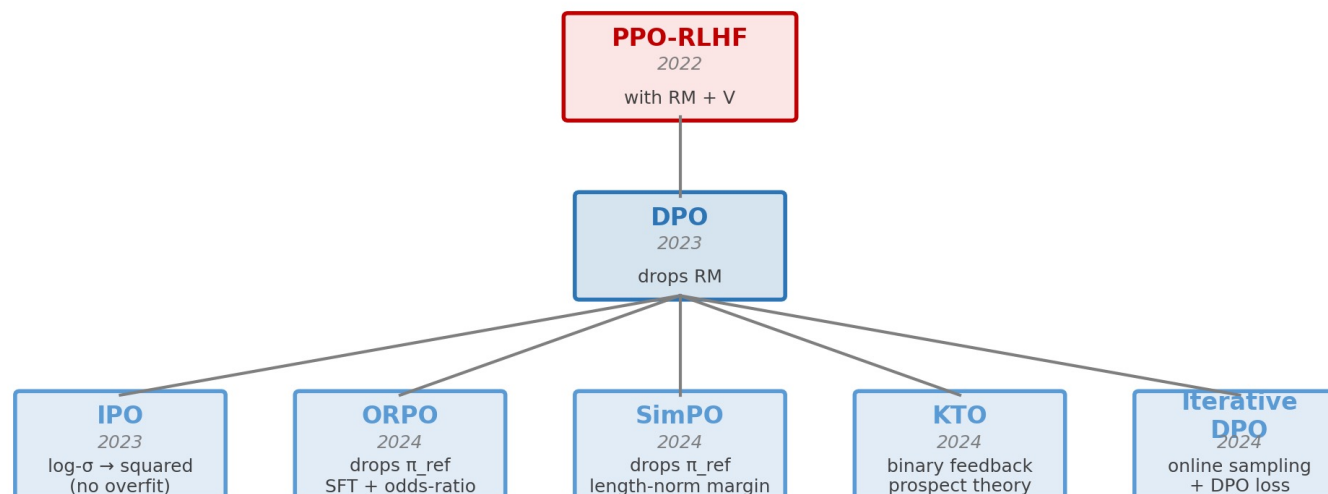 PPO-RLHF
2022
with RM + V
DPO
2023
drops RM
IPO
2023
log-σ → squared
(no overfit)
ORPO
2024
drops π_ref
SFT + odds-ratio
SimPO
2024
drops π_ref
length-norm margin
KTO
2024
binary feedback
prospect theory
Iterative
DPO
2024
online sampling
+ DPO loss